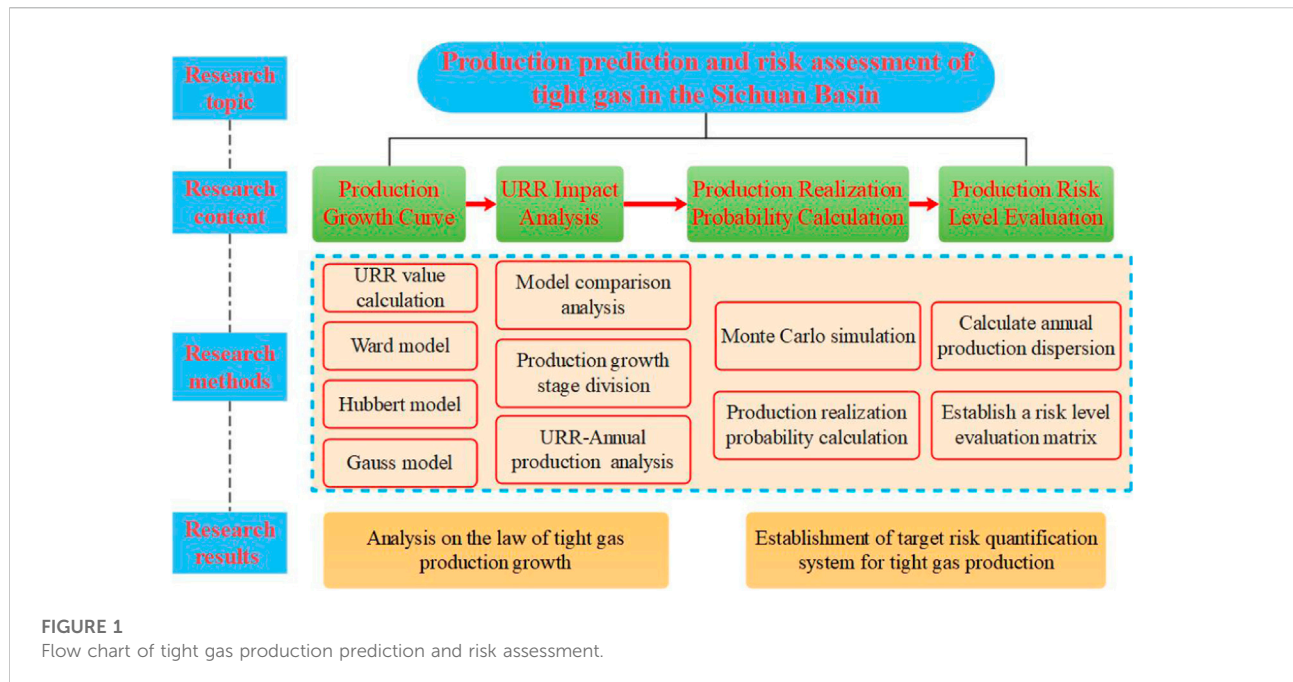 Research
topic
Production prediction and risk assessment of
tight gas in the Sichuan Basin
Research
content
Production
Growth Curve
URR Impact
Analysis
Production Realization
Probability Calculation
Production Risk
Level Evaluation
Research
methods
URR value
calculation
Ward model
Hubbert model
Gauss model
Model comparison
analysis
Production growth
stage division
URR-Annual
production analysis
Monte Carlo simulation
Production realization
probability calculation
Calculate annual
production dispersion
Establish a risk level
evaluation matrix
Research
results
Analysis on the law of tight gas
production growth
Establishment of target risk quantification
system for tight gas production
FIGURE 1
Flow chart of tight gas production prediction and risk assessment.